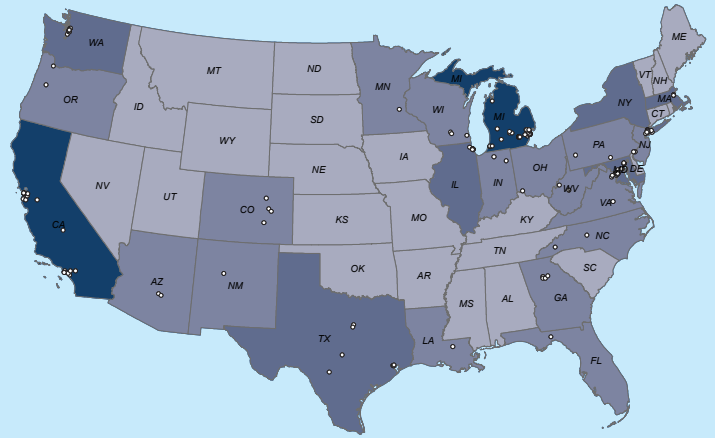 ME
WA
MT
ND
VT
NH
MN
MI
OR
ID
WI
MI
NY
MA
CT
SD
WY
PA
NJ
IA
NE
OH
DE
NV
UT
IL
IN
WV
CO
KS
MO
VA
CA
KY
NC
TN
AZ
NM
OK
AR
SC
MS
AL
GA
TX
LA
FL